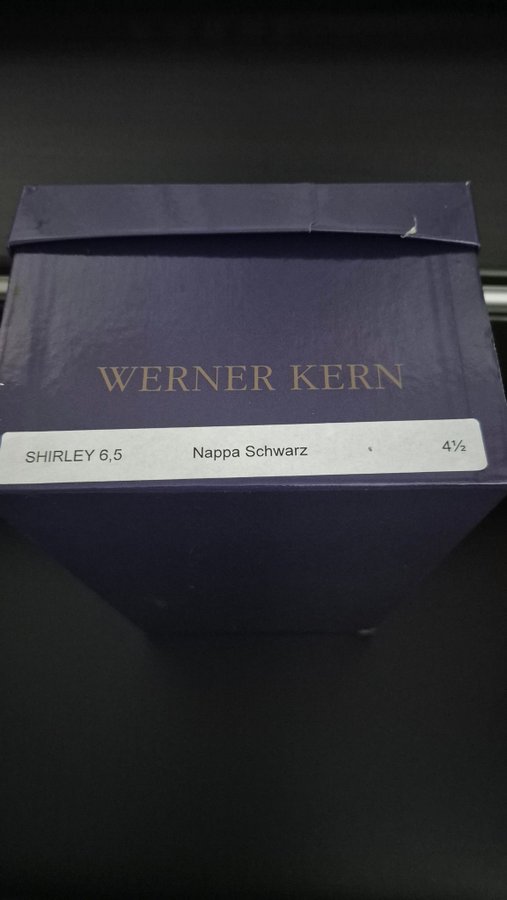 WERNER KERN
SHIRLEY 6,5 Nappa Schwarz 4½